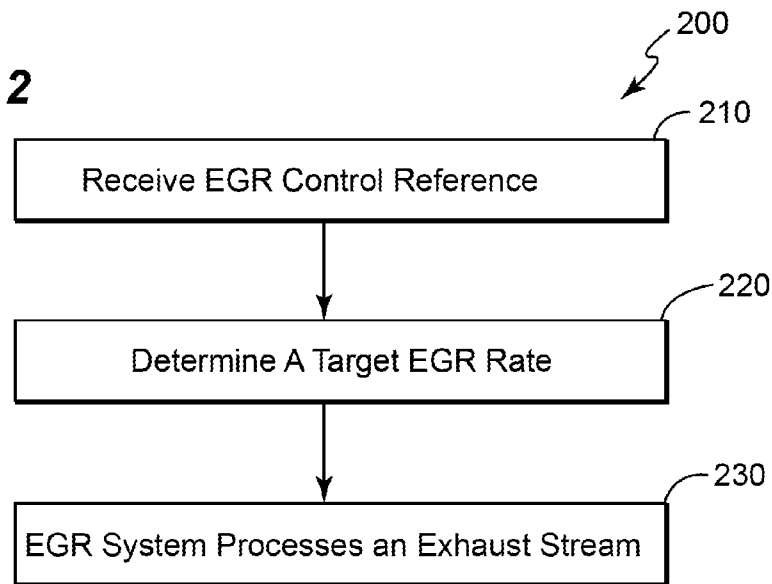 200
2
210
Receive EGR Control Reference
220
Determine A Target EGR Rate
230
EGR System Processes an Exhaust Stream